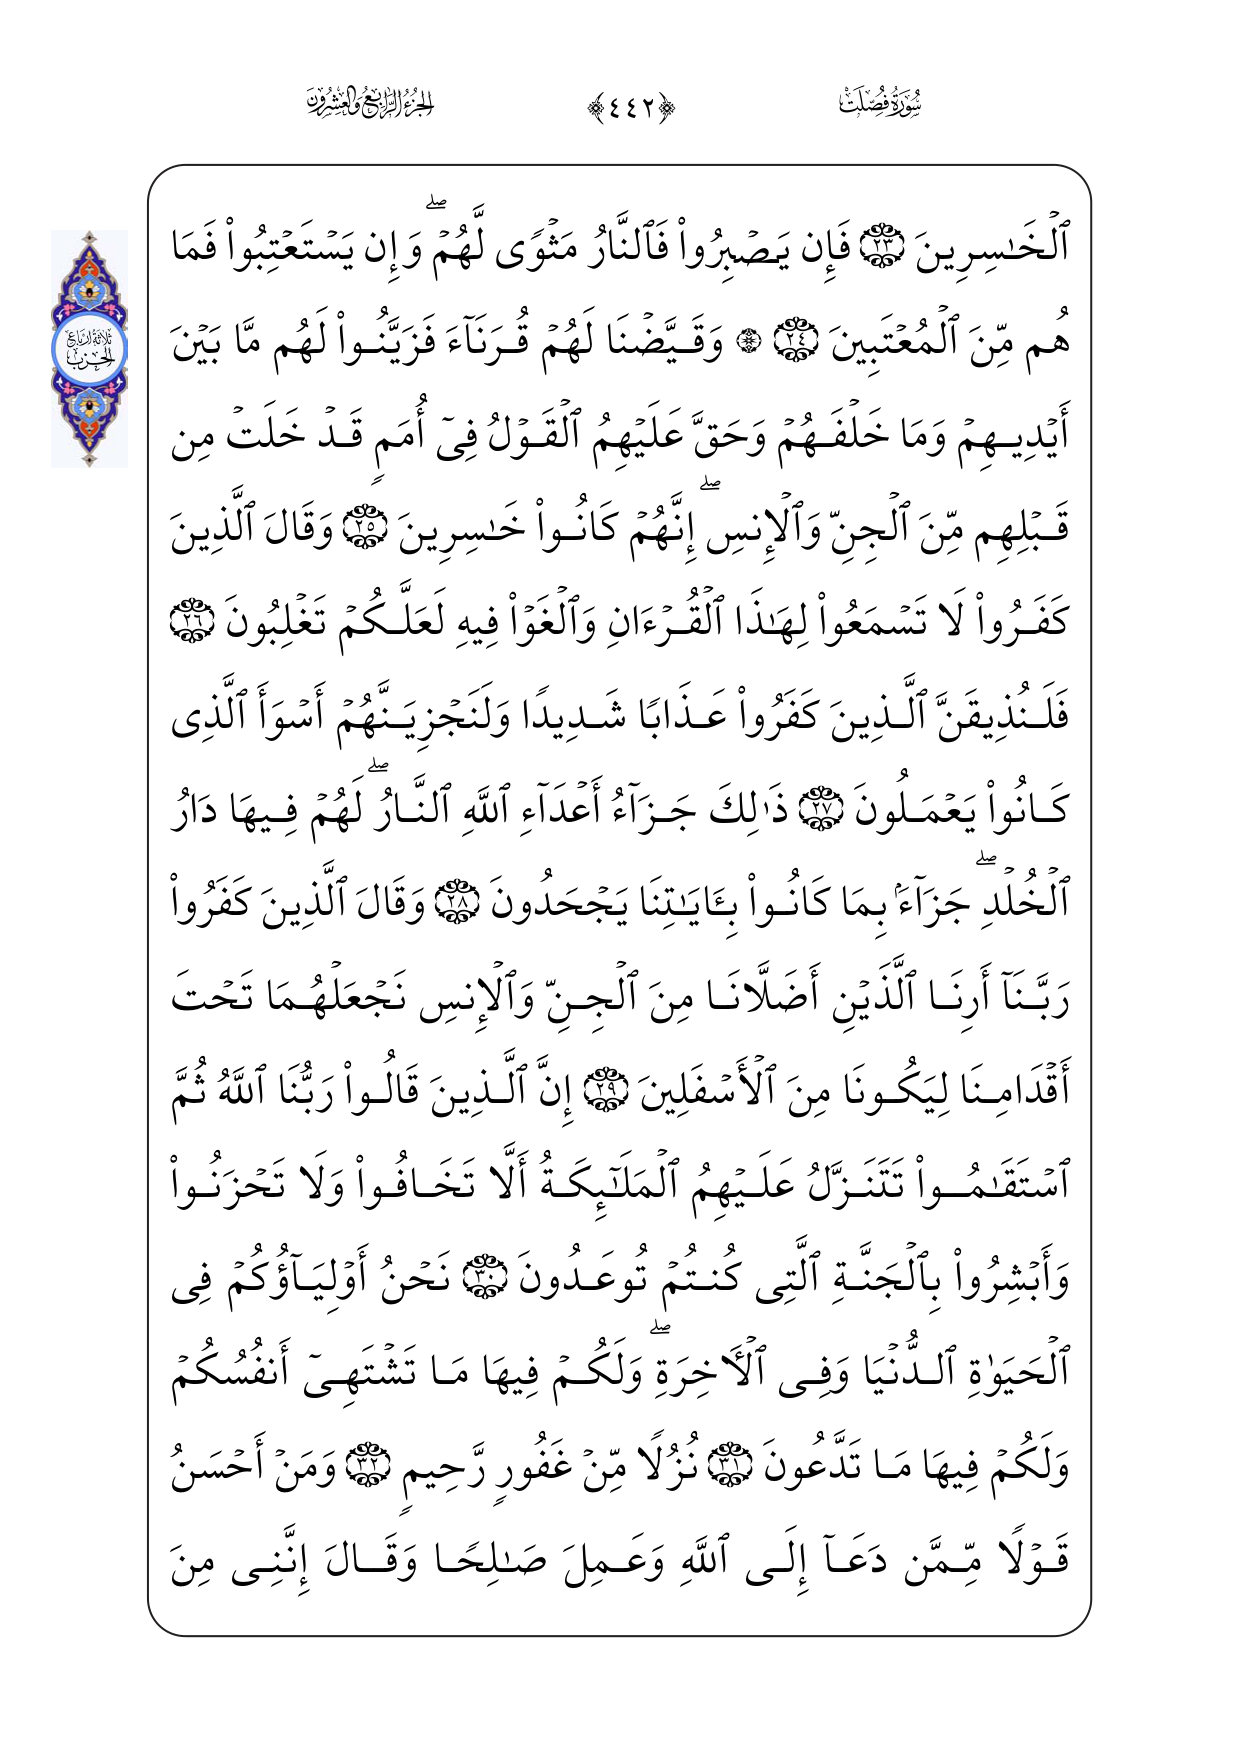 سُورَةُ فُصِّلَتْ
﴿٤٤٢﴾
الجُزْءُ الرَّابِعُ وَالعِشْرُونَ
ثَلَاثَةُ أَرْبَاعِ
الحِزْبِ
ٱلْخَـٰسِرِينَ ٢٣ فَإِن يَصْبِرُوا۟ فَٱلنَّارُ مَثْوًى لَّهُمْ ۖ وَإِن يَسْتَعْتِبُوا۟ فَمَا
هُم مِّنَ ٱلْمُعْتَبِينَ ٢٤ ۞ وَقَيَّضْنَا لَهُمْ قُرَنَآءَ فَزَيَّنُوا۟ لَهُم مَّا بَيْنَ
أَيْدِيهِمْ وَمَا خَلْفَهُمْ وَحَقَّ عَلَيْهِمُ ٱلْقَوْلُ فِىٓ أُمَمٍ قَدْ خَلَتْ مِن
قَبْلِهِم مِّنَ ٱلْجِنِّ وَٱلْإِنسِ ۖ إِنَّهُمْ كَانُوا۟ خَـٰسِرِينَ ٢٥ وَقَالَ ٱلَّذِينَ
كَفَرُوا۟ لَا تَسْمَعُوا۟ لِهَـٰذَا ٱلْقُرْءَانِ وَٱلْغَوْا۟ فِيهِ لَعَلَّكُمْ تَغْلِبُونَ ٢٦
فَلَنُذِيقَنَّ ٱلَّذِينَ كَفَرُوا۟ عَذَابًا شَدِيدًا وَلَنَجْزِيَنَّهُمْ أَسْوَأَ ٱلَّذِى
كَانُوا۟ يَعْمَلُونَ ٢٧ ذَٰلِكَ جَزَآءُ أَعْدَآءِ ٱللَّهِ ٱلنَّارُ ۖ لَهُمْ فِيهَا دَارُ
ٱلْخُلْدِ ۖ جَزَآءًۢ بِمَا كَانُوا۟ بِـَٔايَـٰتِنَا يَجْحَدُونَ ٢٨ وَقَالَ ٱلَّذِينَ كَفَرُوا۟
رَبَّنَآ أَرِنَا ٱلَّذَيْنِ أَضَلَّانَا مِنَ ٱلْجِنِّ وَٱلْإِنسِ نَجْعَلْهُمَا تَحْتَ
أَقْدَامِنَا لِيَكُونَا مِنَ ٱلْأَسْفَلِينَ ٢٩ إِنَّ ٱلَّذِينَ قَالُوا۟ رَبُّنَا ٱللَّهُ ثُمَّ
ٱسْتَقَـٰمُوا۟ تَتَنَزَّلُ عَلَيْهِمُ ٱلْمَلَـٰٓئِكَةُ أَلَّا تَخَافُوا۟ وَلَا تَحْزَنُوا۟
وَأَبْشِرُوا۟ بِٱلْجَنَّةِ ٱلَّتِى كُنتُمْ تُوعَدُونَ ٣٠ نَحْنُ أَوْلِيَآؤُكُمْ فِى
ٱلْحَيَوٰةِ ٱلدُّنْيَا وَفِى ٱلْـَٔاخِرَةِ ۖ وَلَكُمْ فِيهَا مَا تَشْتَهِىٓ أَنفُسُكُمْ
وَلَكُمْ فِيهَا مَا تَدَّعُونَ ٣١ نُزُلًا مِّنْ غَفُورٍ رَّحِيمٍ ٣٢ وَمَنْ أَحْسَنُ
قَوْلًا مِّمَّن دَعَآ إِلَى ٱللَّهِ وَعَمِلَ صَـٰلِحًا وَقَالَ إِنَّنِى مِنَ